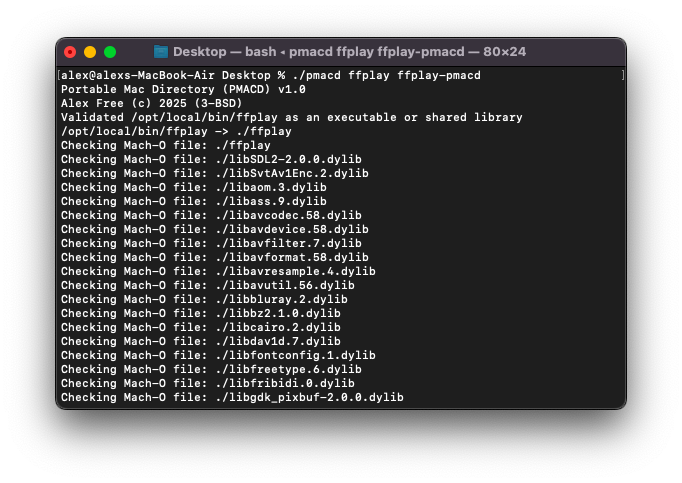 Desktop — bash ◂ pmacd ffplay ffplay-pmacd — 80×24
[alex@alexs-MacBook-Air Desktop % ./pmacd ffplay ffplay-pmacd ]
Portable Mac Directory (PMACD) v1.0
Alex Free (c) 2025 (3-BSD)
Validated /opt/local/bin/ffplay as an executable or shared library
/opt/local/bin/ffplay -> ./ffplay
Checking Mach-O file: ./ffplay
Checking Mach-O file: ./libSDL2-2.0.0.dylib
Checking Mach-O file: ./libSvtAv1Enc.2.dylib
Checking Mach-O file: ./libaom.3.dylib
Checking Mach-O file: ./libass.9.dylib
Checking Mach-O file: ./libavcodec.58.dylib
Checking Mach-O file: ./libavdevice.58.dylib
Checking Mach-O file: ./libavfilter.7.dylib
Checking Mach-O file: ./libavformat.58.dylib
Checking Mach-O file: ./libavresample.4.dylib
Checking Mach-O file: ./libavutil.56.dylib
Checking Mach-O file: ./libbluray.2.dylib
Checking Mach-O file: ./libbz2.1.0.dylib
Checking Mach-O file: ./libcairo.2.dylib
Checking Mach-O file: ./libdav1d.7.dylib
Checking Mach-O file: ./libfontconfig.1.dylib
Checking Mach-O file: ./libfreetype.6.dylib
Checking Mach-O file: ./libfribidi.0.dylib
Checking Mach-O file: ./libgdk_pixbuf-2.0.0.dylib